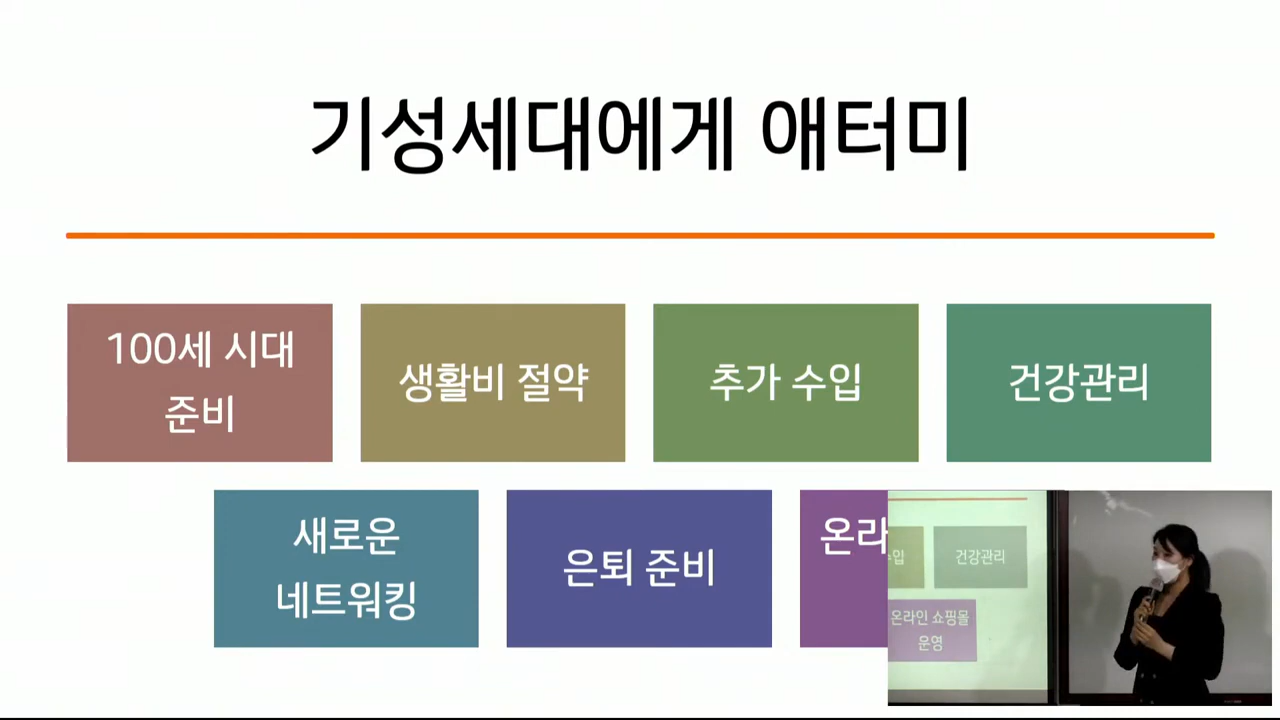 기성세대에게 애터미
100세 시대
준비
생활비 절약
추가 수입
건강관리
새로운
네트워킹
은퇴 준비
온라
입
건강관리
온라인 쇼핑몰
운영